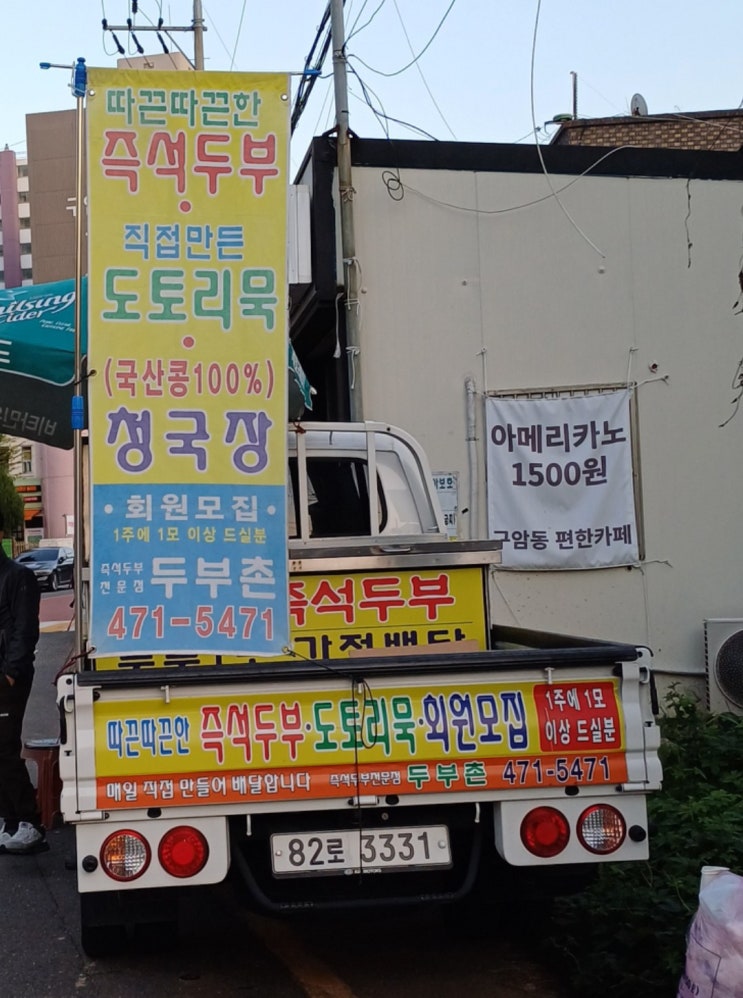 따끈따끈한
즉석두부
직접만든
도토리묵
(국산콩100%)
청국장
• 회원모집 •
1주에 1모 이상 드실분
즉석두부
전문점
두부촌
471-5471
즉석두부
따끈따끈한 즉석두부·도토리묵·회원모집
1주에 1모
이상 드실분
매일 직접 만들어 배달합니다
즉석두부전문점 두부촌 471-5471
82로 3331
아메리카노
1500원
구암동 편한카페
Cider